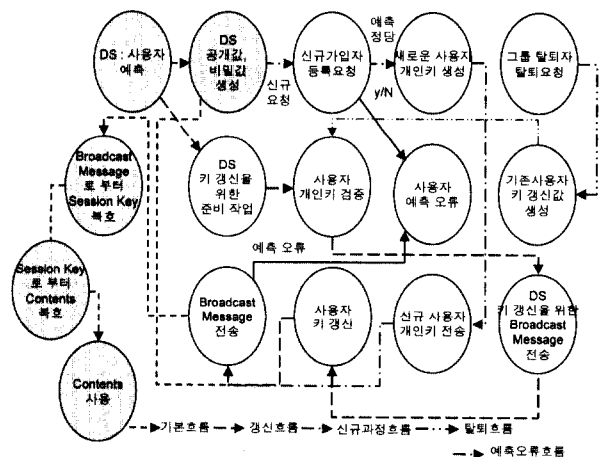 DS : 사용자
예측
DS
공개값,
비밀값
생성
신규
요청
신규가입자
등록요청
예측
정당
y/N
새로운 사용자
개인키 생성
그룹 탈퇴자
탈퇴요청
Broadcast
Message
로 부터
Session Key
복호
DS
키 갱신을
위한
준비 작업
사용자
개인키 검증
사용자
예측 오류
기존사용자
키 갱신값
생성
Session Key
로 부터
Contents
복호
예측 오류
Broadcast
Message
전송
사용자
키 갱신
신규 사용자
개인키 전송
DS
키 갱신을 위한
Broadcast
Message
전송
Contents
사용
기본흐름
갱신흐름
신규과정흐름
탈퇴흐름
예측오류흐름